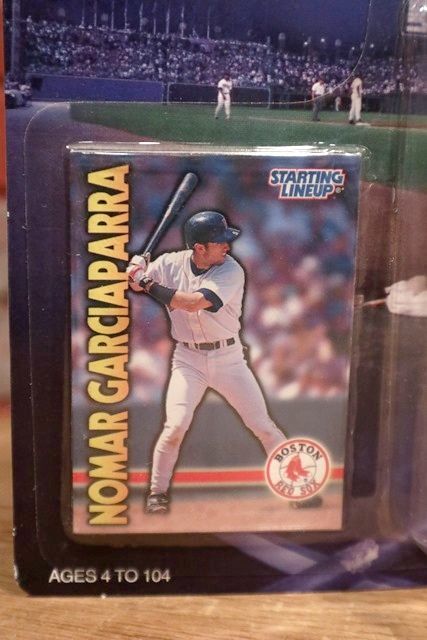 STARTING
LINEUP®
NOMAR GARCIAPARRA
BOSTON
RED SOX
AGES 4 TO 104